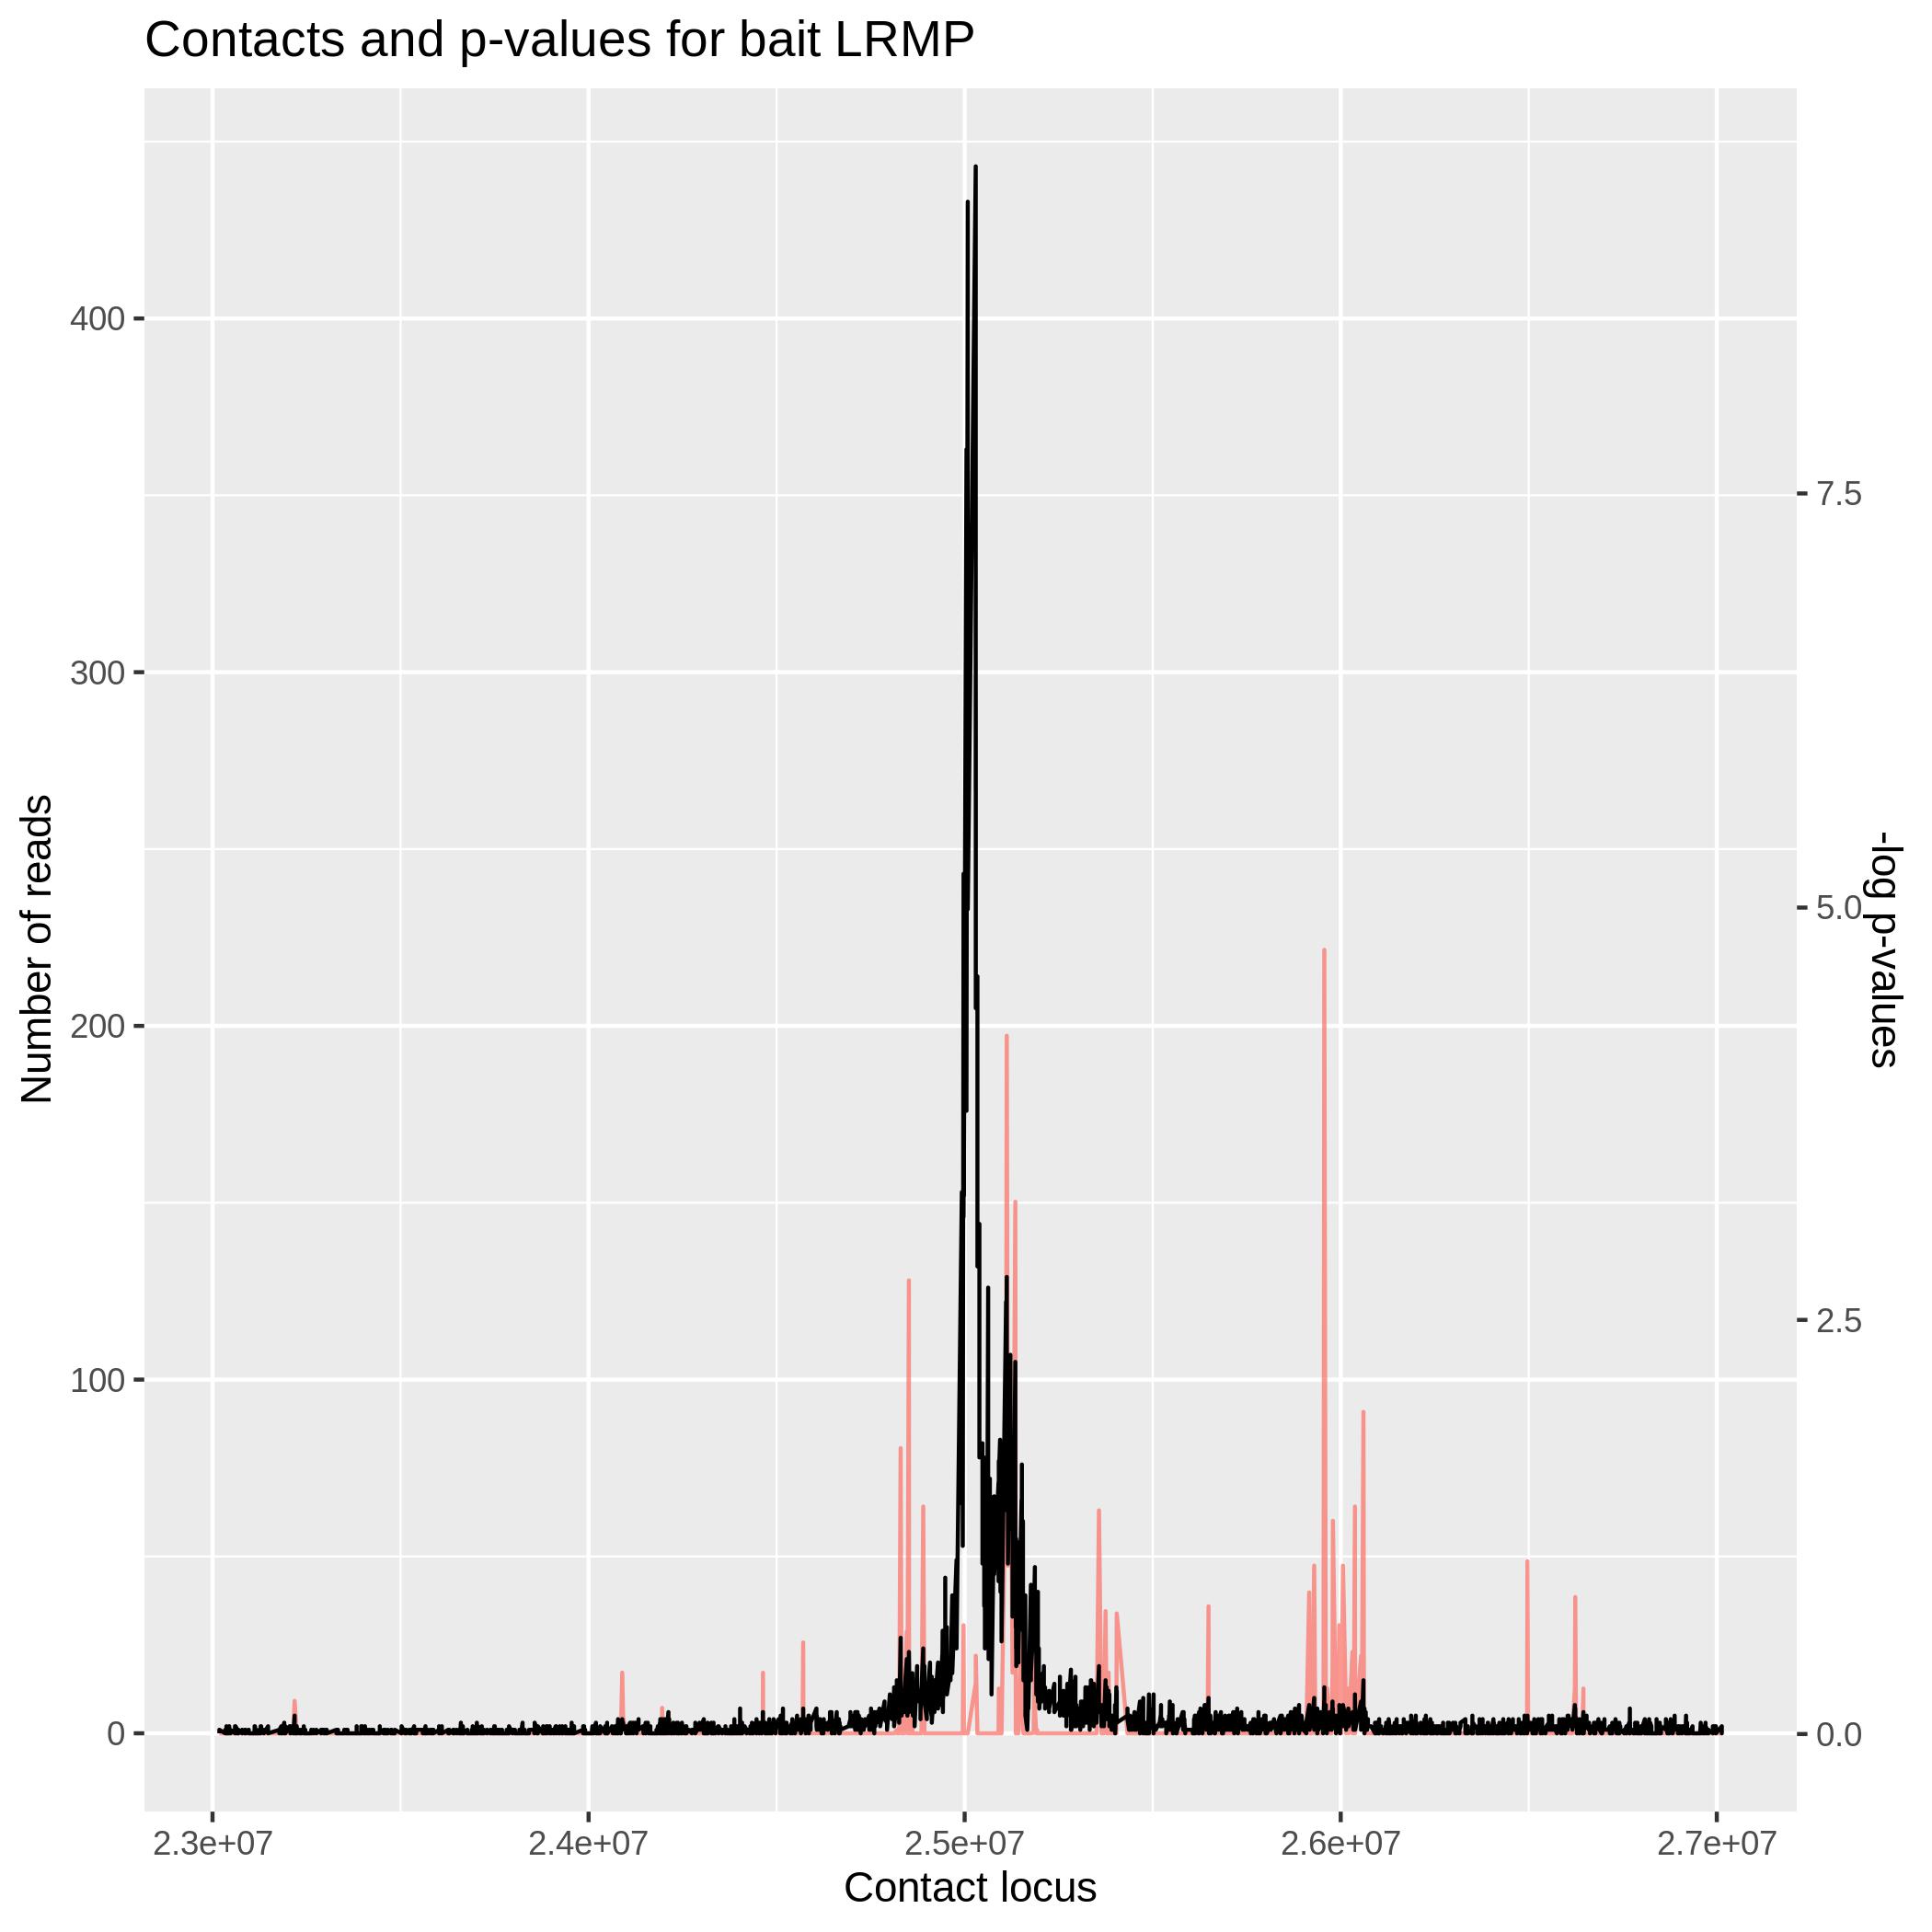 Contacts and p-values for bait LRMP
Number of reads
400
300
200
100
0
7.5
5.0
2.5
0.0
-log p-values
2.3e+07 2.4e+07 2.5e+07 2.6e+07 2.7e+07
Contact locus